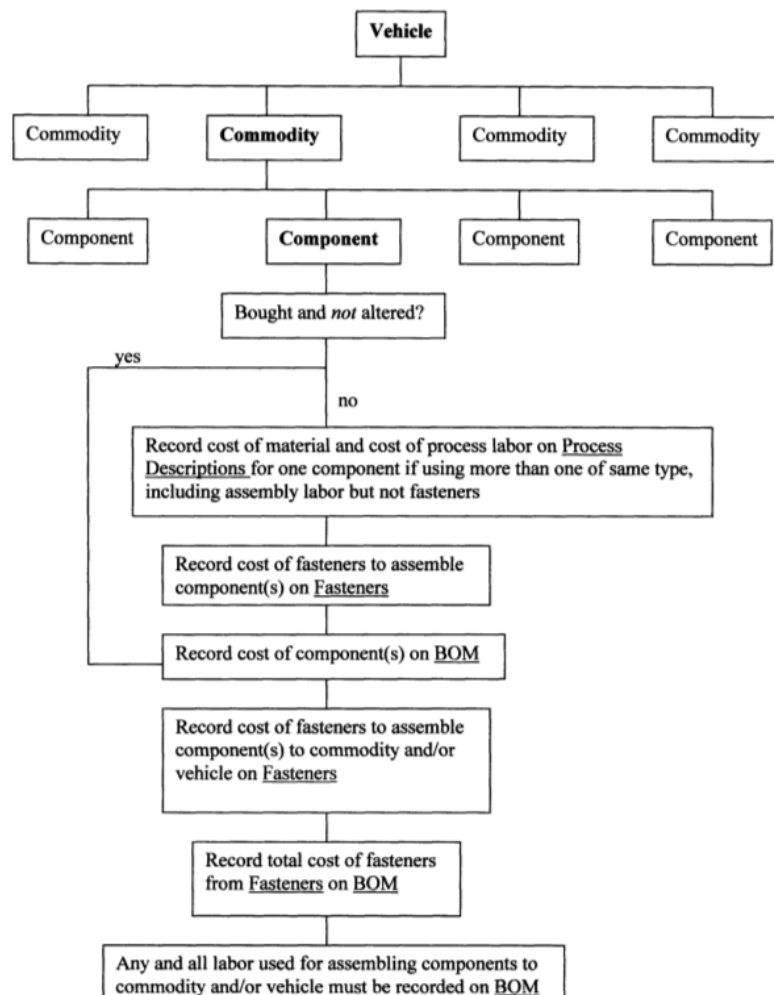 Vehicle
Commodity
Commodity
Commodity
Commodity
Component
Component
Component
Component
Bought and not altered?
yes
no
Record cost of material and cost of process labor on Process
Descriptions for one component if using more than one of same type,
including assembly labor but not fasteners
Record cost of fasteners to assemble
component(s) on Fasteners
Record cost of component(s) on BOM
Record cost of fasteners to assemble
component(s) to commodity and/or
vehicle on Fasteners
Record total cost of fasteners
from Fasteners on BOM
Any and all labor used for assembling components to
commodity and/or vehicle must be recorded on BOM